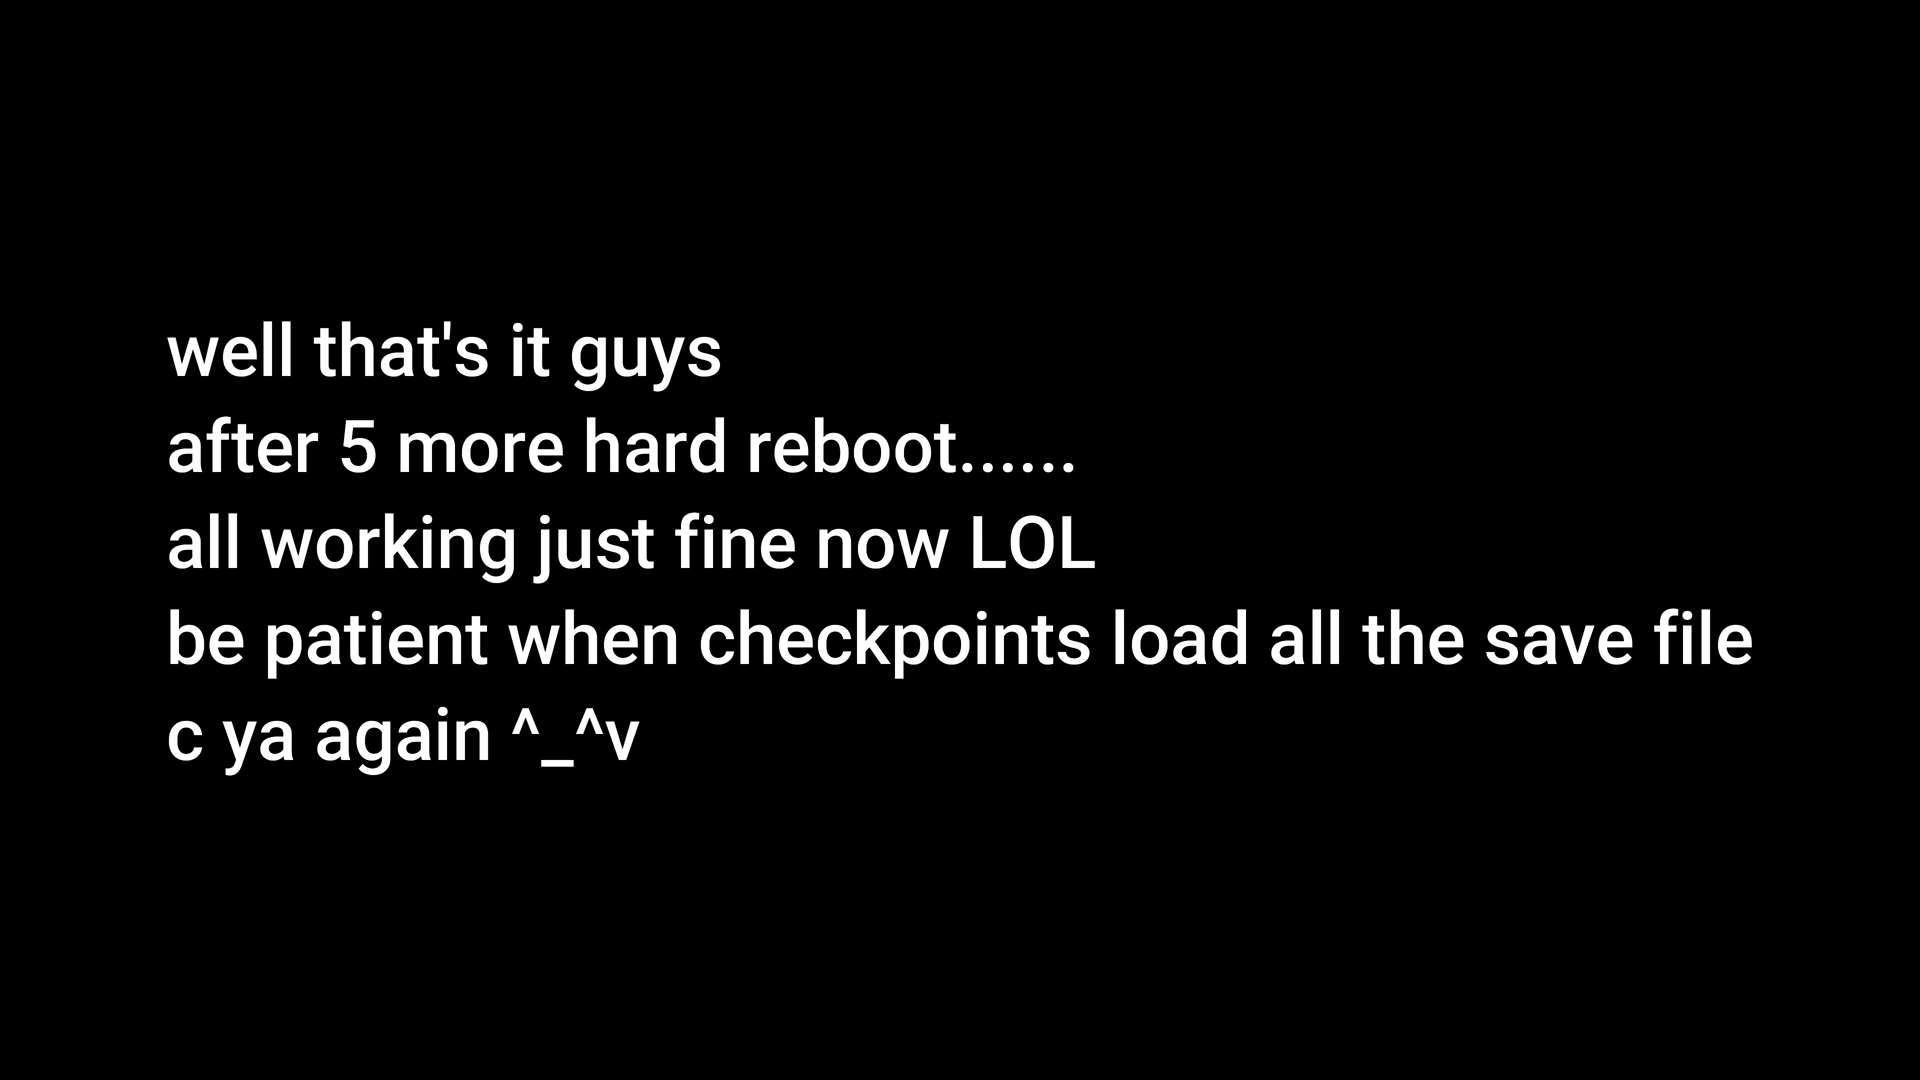 well that's it guys
after 5 more hard reboot......
all working just fine now LOL
be patient when checkpoints load all the save file
c ya again ^_^v